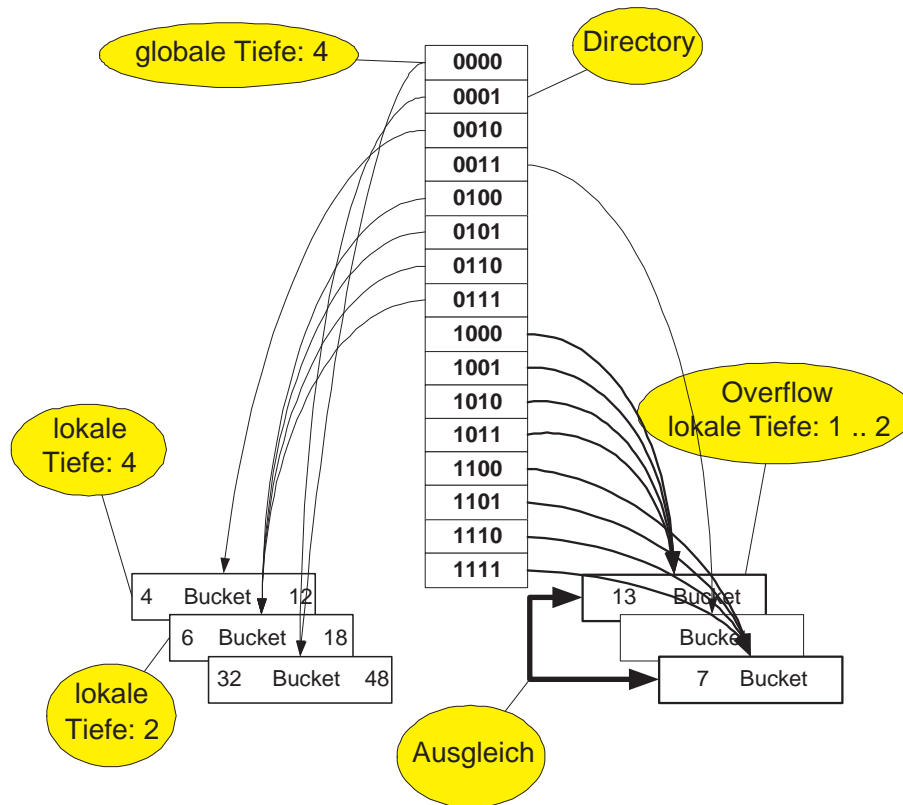 globale Tiefe: 4
Directory
0000
0001
0010
0011
0100
0101
0110
0111
1000
1001
1010
1011
1100
1101
1110
1111
Overflow
lokale Tiefe: 1 .. 2
lokale
Tiefe: 4
4 Bucket 12
6 Bucket 18
32 Bucket 48
lokale
Tiefe: 2
13 Bucket
Bucket
7 Bucket
Ausgleich